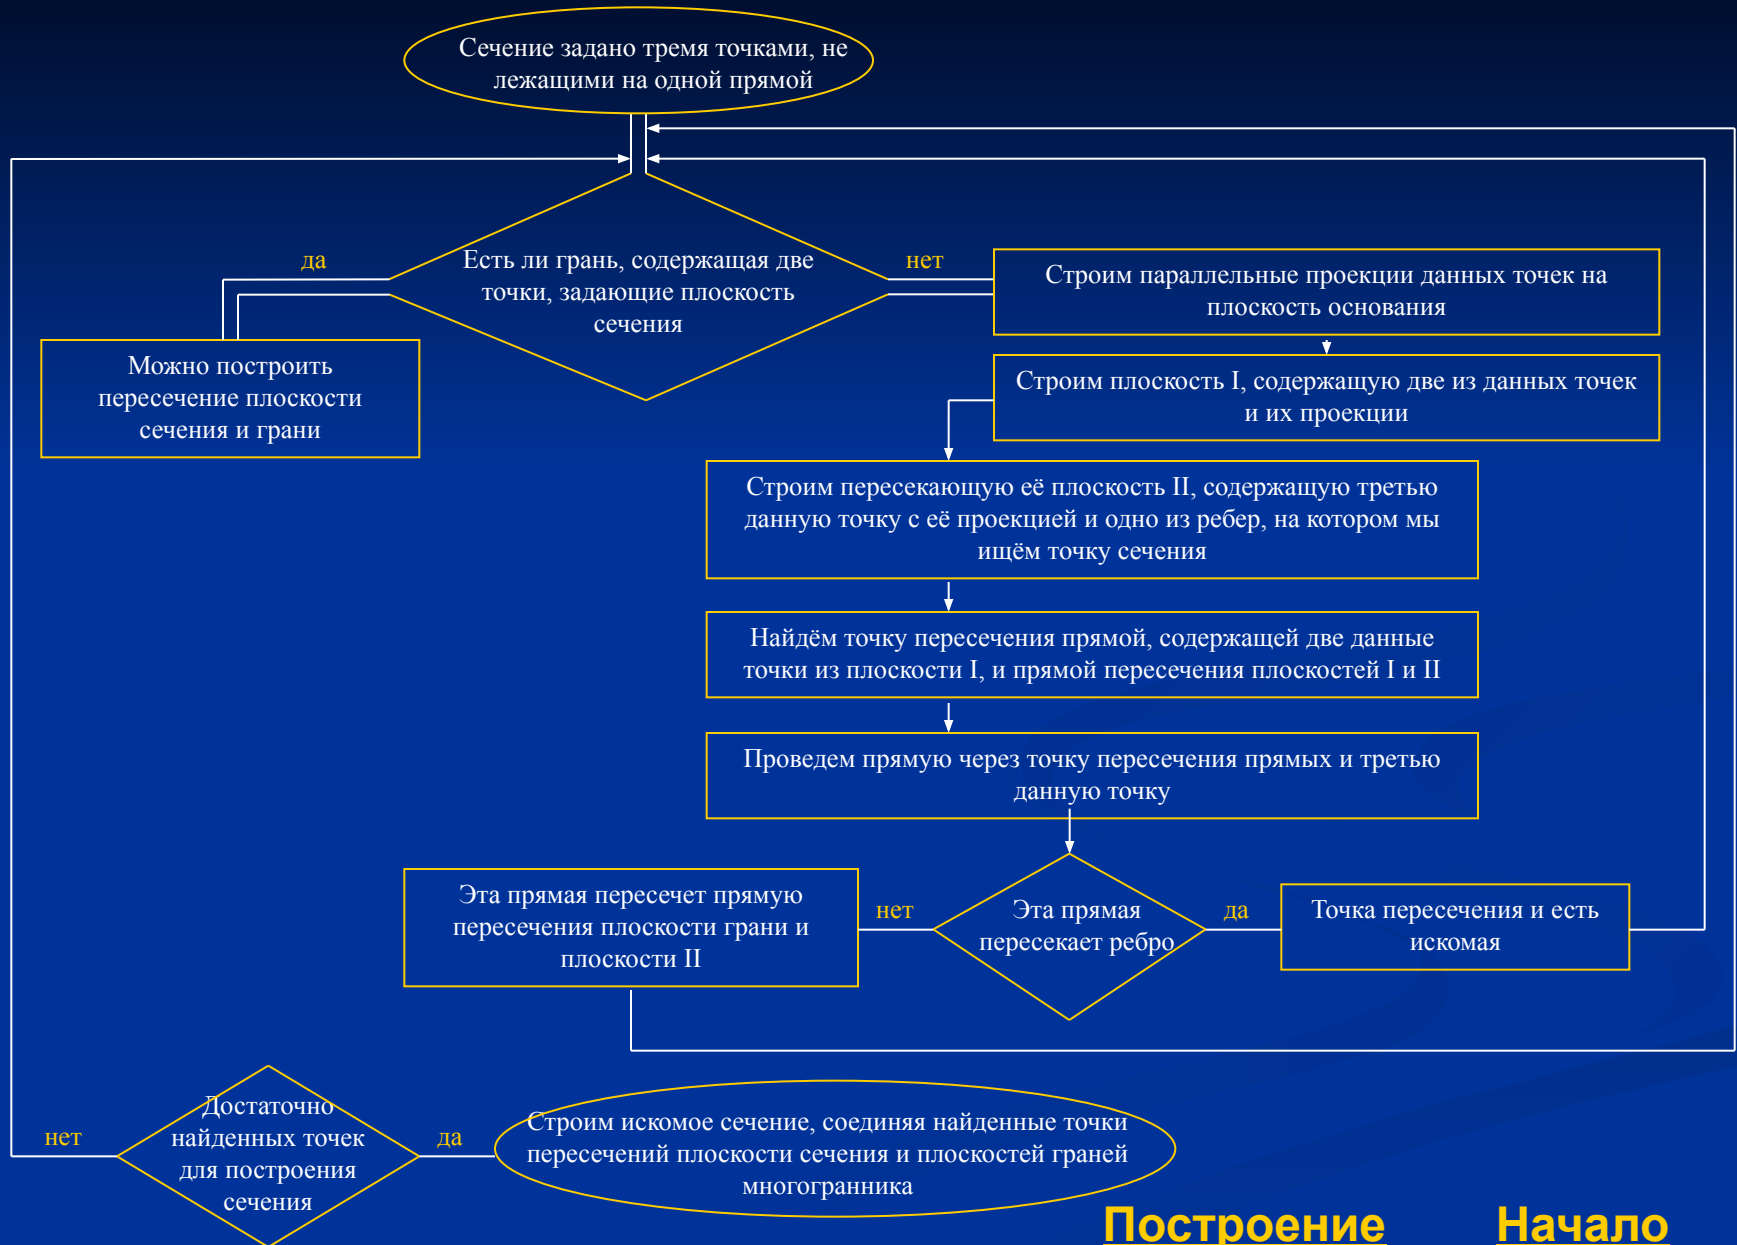 Сечение задано тремя точками, не
лежащими на одной прямой
да
Есть ли грань, содержащая две
точки, задающие плоскость
сечения
нет
Строим параллельные проекции данных точек на
плоскость основания
Можно построить
пересечение плоскости
сечения и грани
Строим плоскость I, содержащую две из данных точек
и их проекции
Строим пересекающую её плоскость II, содержащую третью
данную точку с её проекцией и одно из ребер, на котором мы
ищём точку сечения
Найдём точку пересечения прямой, содержащей две данные
точки из плоскости I, и прямой пересечения плоскостей I и II
Проведем прямую через точку пересечения прямых и третью
данную точку
Эта прямая пересечет прямую
пересечения плоскости грани и
плоскости II
нет
Эта прямая
пересекает ребро
да
Точка пересечения и есть
искомая
нет
Достаточно
найденных точек
для построения
сечения
да
Строим искомое сечение, соединяя найденные точки
пересечений плоскости сечения и плоскостей граней
многогранника
Построение
Начало